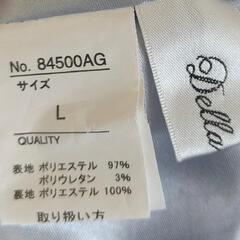 No. 84500AG
サイズ
L
QUALITY
表地 ポリエステル 97%
ポリウレタン 3%
裏地 ポリエステル 100%
取り扱い方
Della